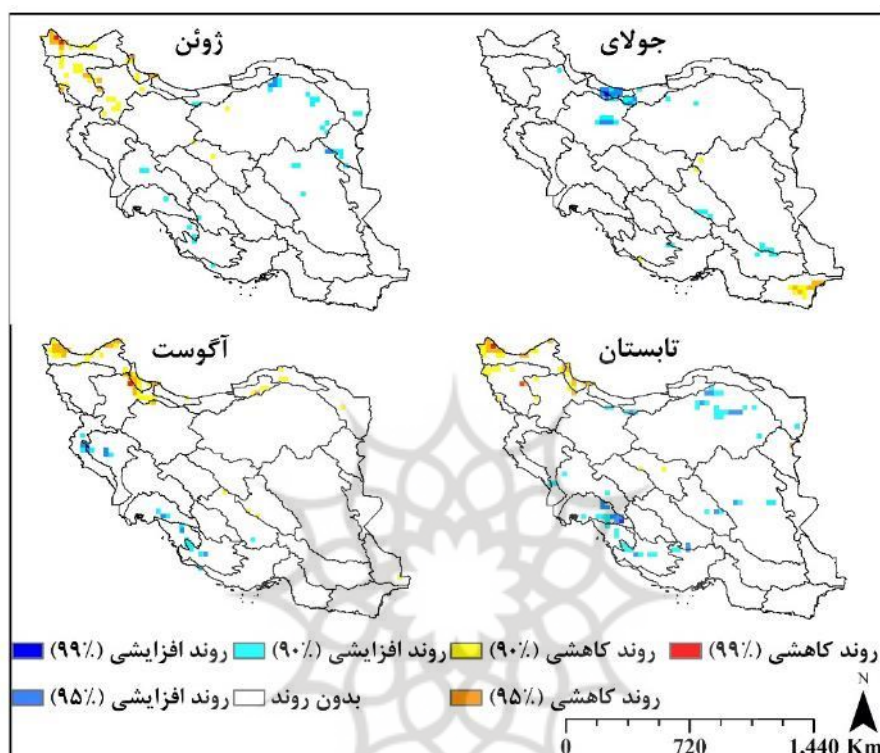 ژوئن
جولای
آگوست
تابستان
روند افزایشی (۹۹٪) روند افزایشی (۹۰٪) روند کاهشی (۹۰٪) روند کاهشی (۹۹٪)
روند افزایشی (۹۵٪) بدون روند روند کاهشی (۹۵٪)
N
0 720 1,440 Km